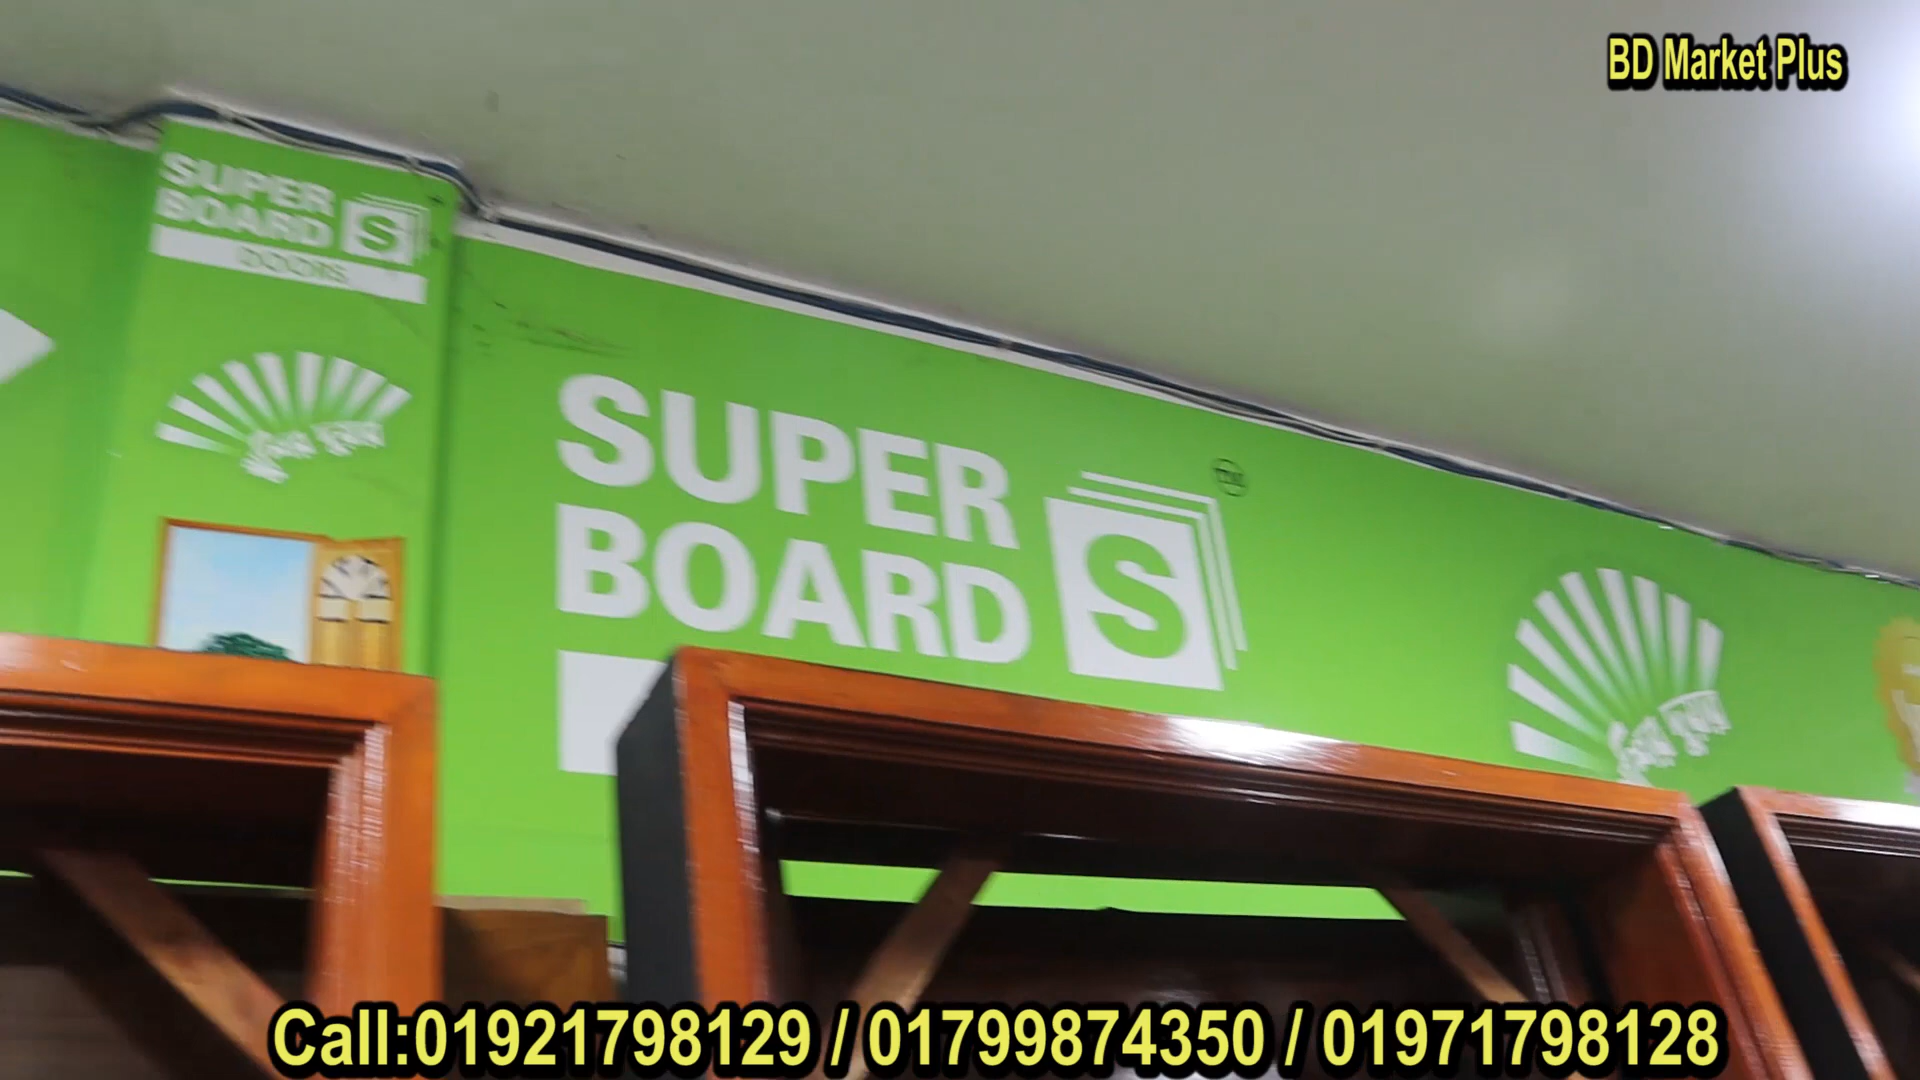 BD Market Plus
SUPER
BOARD S
DOORS
SUPER
BOARD S
Call:01921798129 / 01799874350 / 01971798128